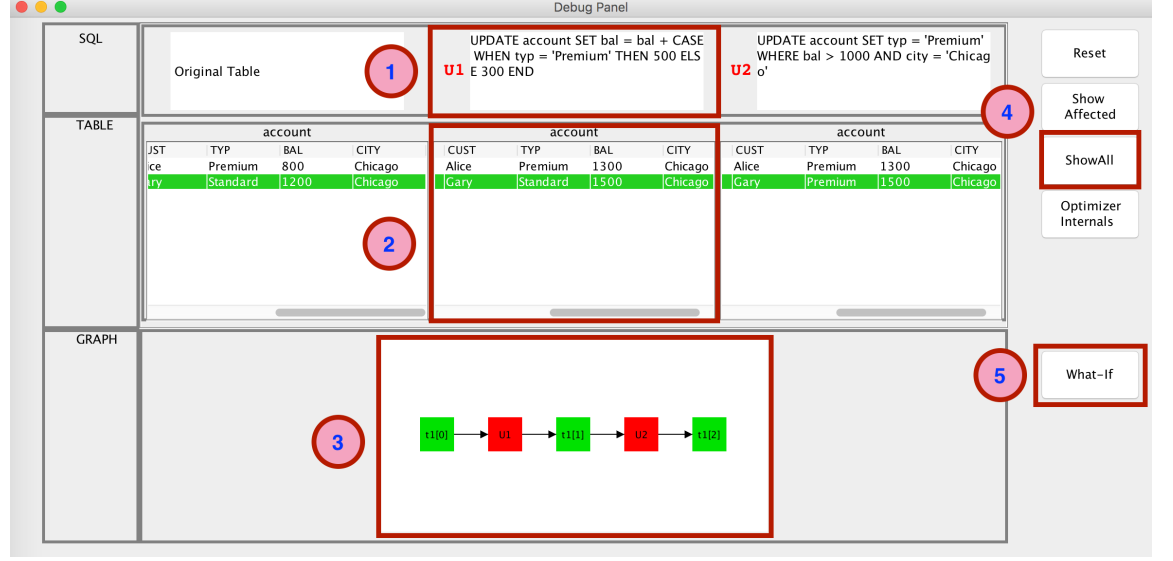 Debug Panel
SQL
Original Table
1
U1
UPDATE account SET bal = bal + CASE
WHEN typ = 'Premium' THEN 500 ELS
E 300 END
U2
UPDATE account SET typ = 'Premium'
WHERE bal > 1000 AND city = 'Chicag
o'
Reset
4
Show
Affected
ShowAll
Optimizer
Internals
TABLE
account
JST TYP BAL CITY
ice Premium 800 Chicago
iry Standard 1200 Chicago
2
account
CUST TYP BAL CITY
Alice Premium 1300 Chicago
Gary Standard 1500 Chicago
account
CUST TYP BAL CITY
Alice Premium 1300 Chicago
Gary Premium 1500 Chicago
GRAPH
3
t1[0] U1 t1[1] U2 t1[2]
5
What-If